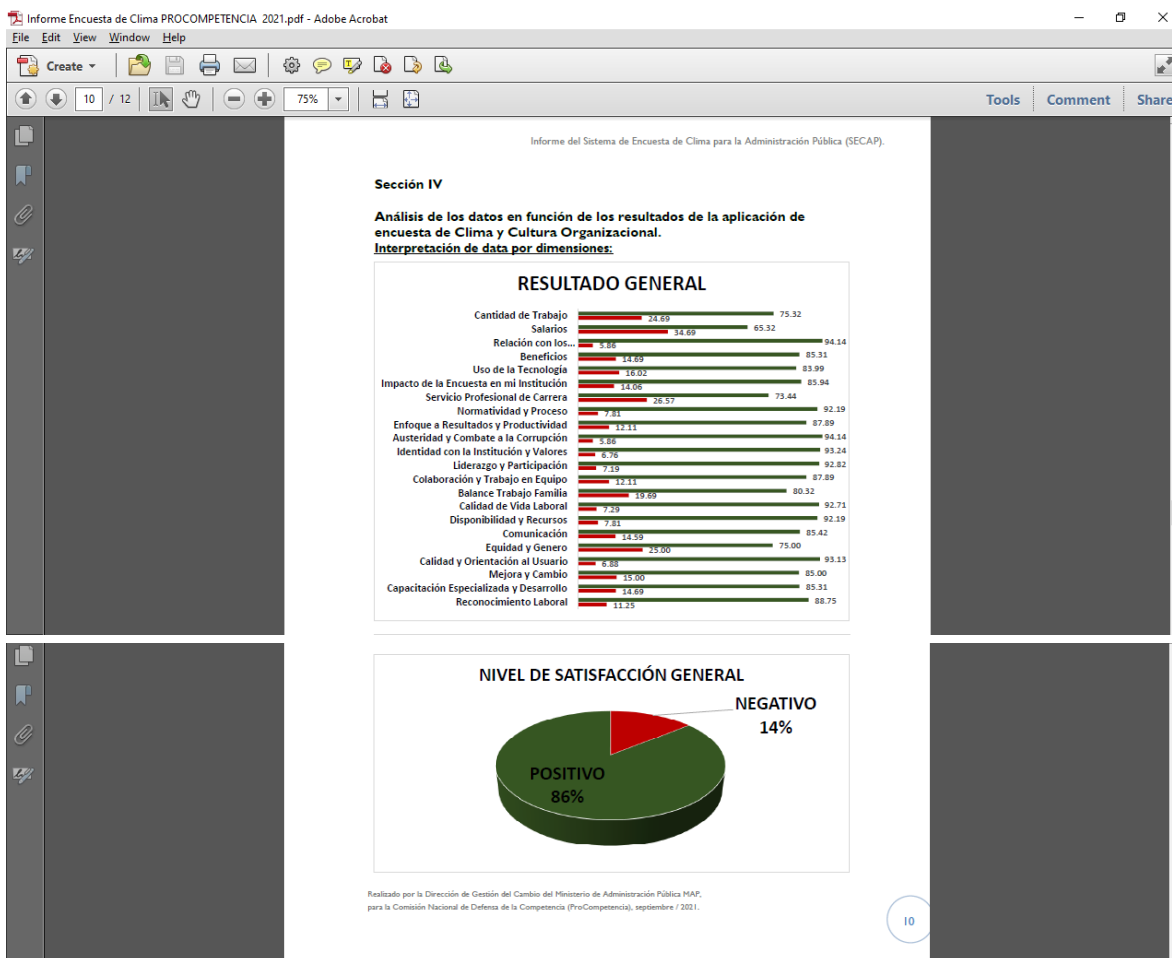 Informe Encuesta de Clima PROCOMPETENCIA 2021.pdf - Adobe Acrobat
File Edit View Window Help
Create
10 / 12 75% Tools Comment Share
Informe del Sistema de Encuesta de Clima para la Administración Pública (SECAP).
Sección IV
Análisis de los datos en función de los resultados de la aplicación de
encuesta de Clima y Cultura Organizacional.
Interpretación de data por dimensiones:
RESULTADO GENERAL
Cantidad de Trabajo 75.32 24.69
Salarios 65.32 34.69
Relación con los... 94.14 5.86
Beneficios 85.31 14.69
Uso de la Tecnología 83.99 16.02
Impacto de la Encuesta en mi Institución 85.94 14.06
Servicio Profesional de Carrera 73.44 26.57
Normatividad y Proceso 92.19 7.81
Enfoque a Resultados y Productividad 87.89 12.11
Austeridad y Combate a la Corrupción 94.14 5.86
Identidad con la Institución y Valores 93.24 6.76
Liderazgo y Participación 92.82 7.19
Colaboración y Trabajo en Equipo 87.89 12.11
Balance Trabajo Familia 80.32 19.69
Calidad de Vida Laboral 92.71 7.29
Disponibilidad y Recursos 92.19 7.81
Comunicación 85.42 14.59
Equidad y Genero 75.00 25.00
Calidad y Orientación al Usuario 93.13 6.88
Mejora y Cambio 85.00 15.00
Capacitación Especializada y Desarrollo 85.31 14.69
Reconocimiento Laboral 88.75 11.25
NIVEL DE SATISFACCIÓN GENERAL
NEGATIVO
14%
POSITIVO
86%
Realizado por la Dirección de Gestión del Cambio del Ministerio de Administración Pública MAP,
para la Comisión Nacional de Defensa de la Competencia (ProCompetencia), septiembre / 2021.
10